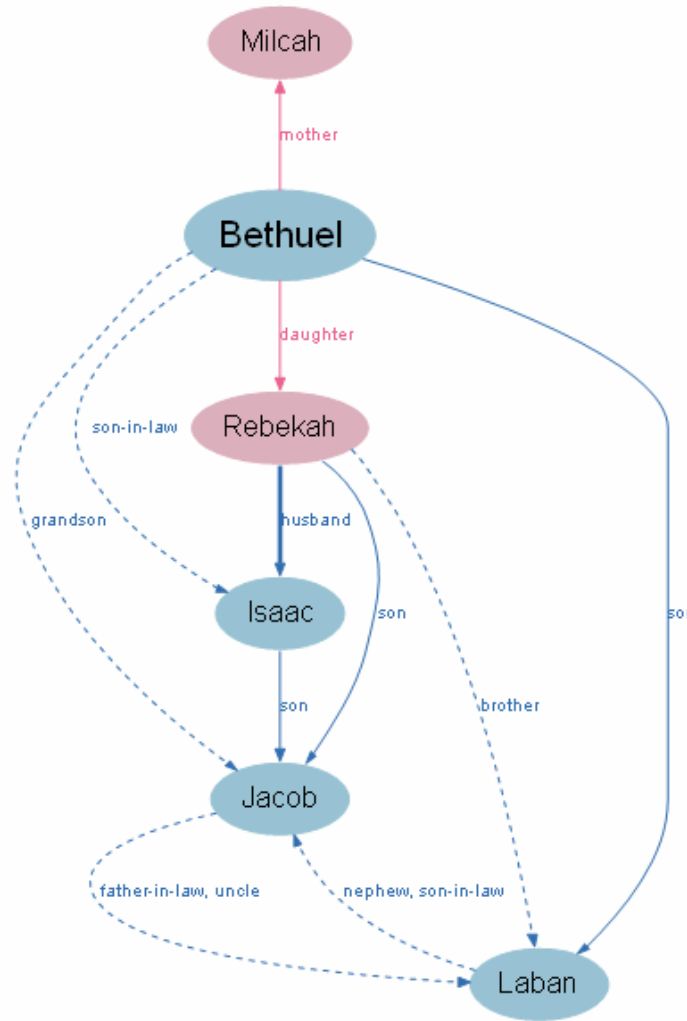 Milcah
mother
Bethuel
daughter
son-in-law
Rebekah
grandson
husband
Isaac
son
son
brother
Jacob
father-in-law, uncle
nephew, son-in-law
Laban